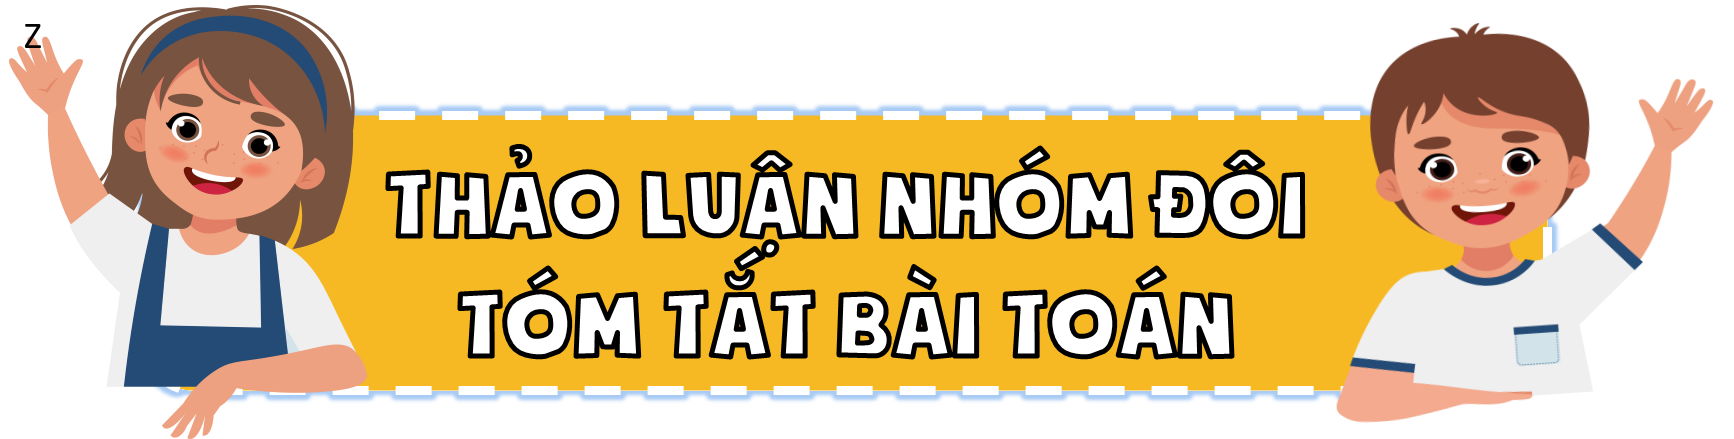 Z
THẢO LUẬN NHÓM ĐÔI
TÓM TẮT BÀI TOÁN